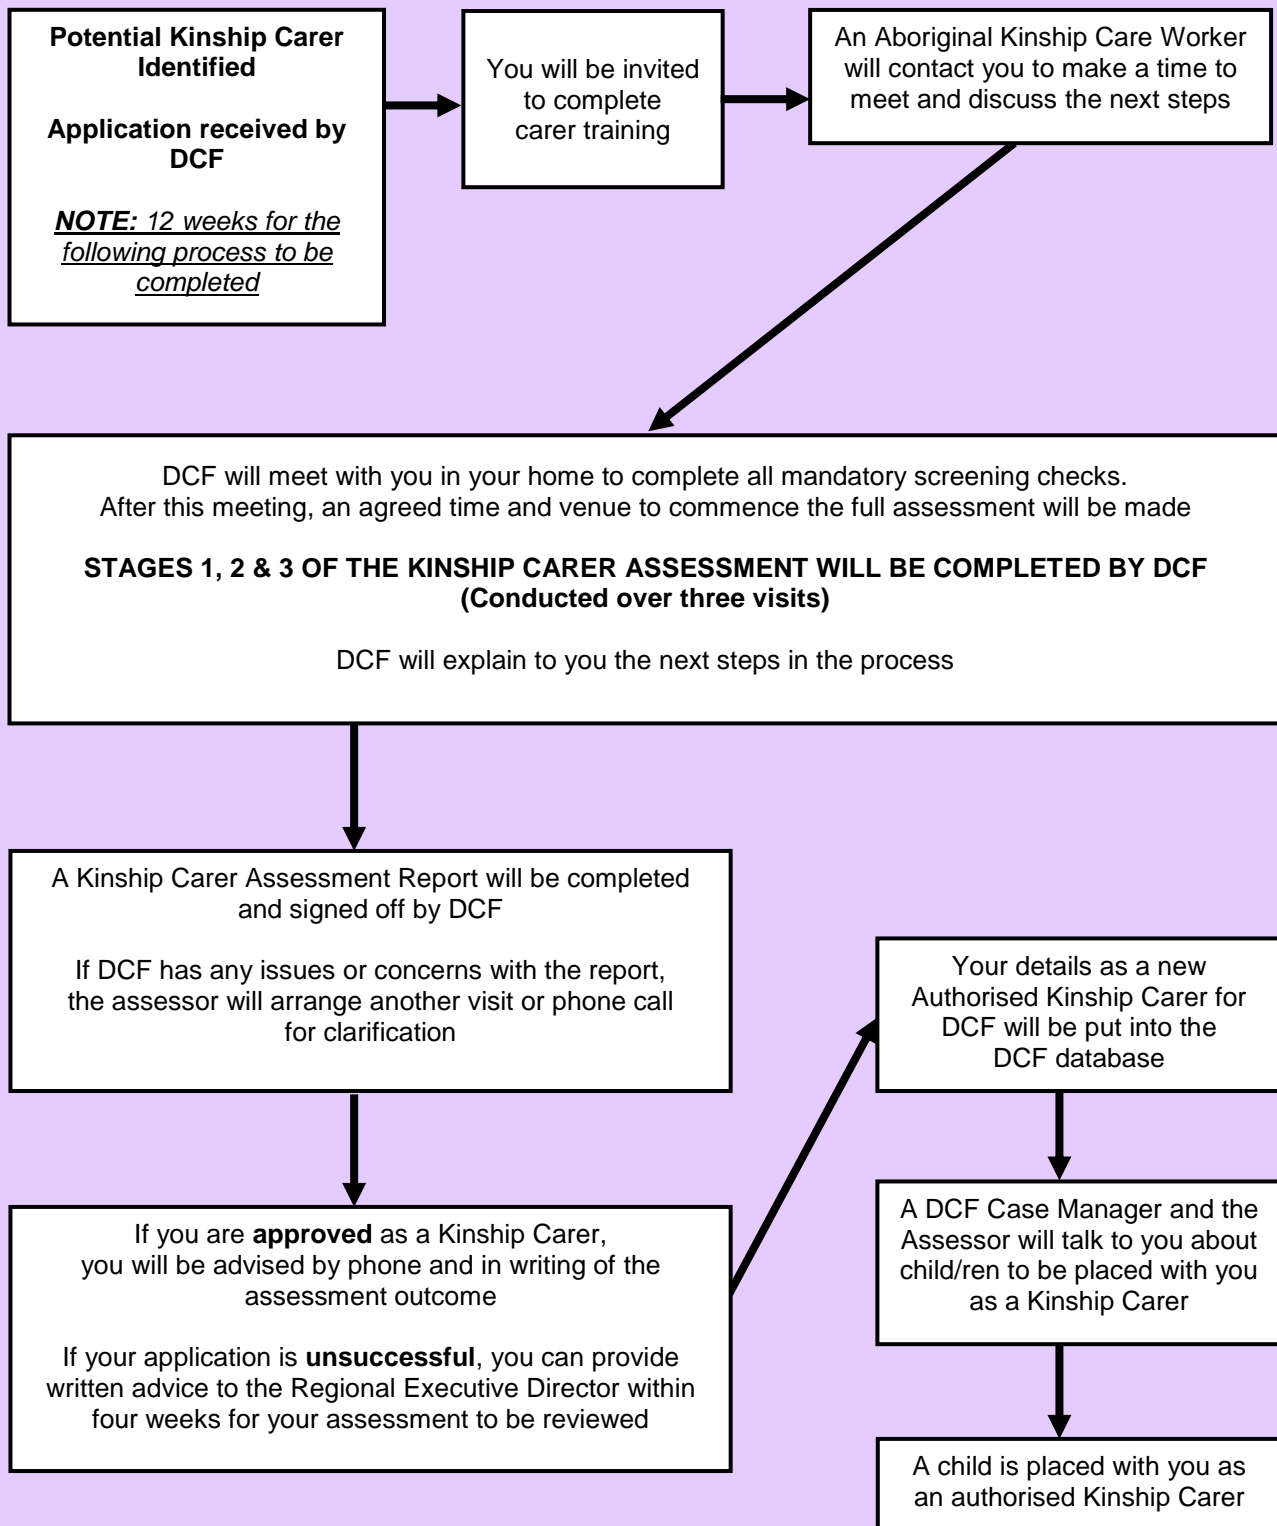 Potential Kinship Carer
Identified
Application received by
DCF
NOTE: 12 weeks for the
following process to be
completed
You will be invited
to complete
carer training
An Aboriginal Kinship Care Worker
will contact you to make a time to
meet and discuss the next steps
DCF will meet with you in your home to complete all mandatory screening checks.
After this meeting, an agreed time and venue to commence the full assessment will be made
STAGES 1, 2 & 3 OF THE KINSHIP CARER ASSESSMENT WILL BE COMPLETED BY DCF
(Conducted over three visits)
DCF will explain to you the next steps in the process
A Kinship Carer Assessment Report will be completed
and signed off by DCF
If DCF has any issues or concerns with the report,
the assessor will arrange another visit or phone call
for clarification
If you are approved as a Kinship Carer,
you will be advised by phone and in writing of the
assessment outcome
If your application is unsuccessful, you can provide
written advice to the Regional Executive Director within
four weeks for your assessment to be reviewed
Your details as a new
Authorised Kinship Carer for
DCF will be put into the
DCF database
A DCF Case Manager and the
Assessor will talk to you about
child/ren to be placed with you
as a Kinship Carer
A child is placed with you as
an authorised Kinship Carer